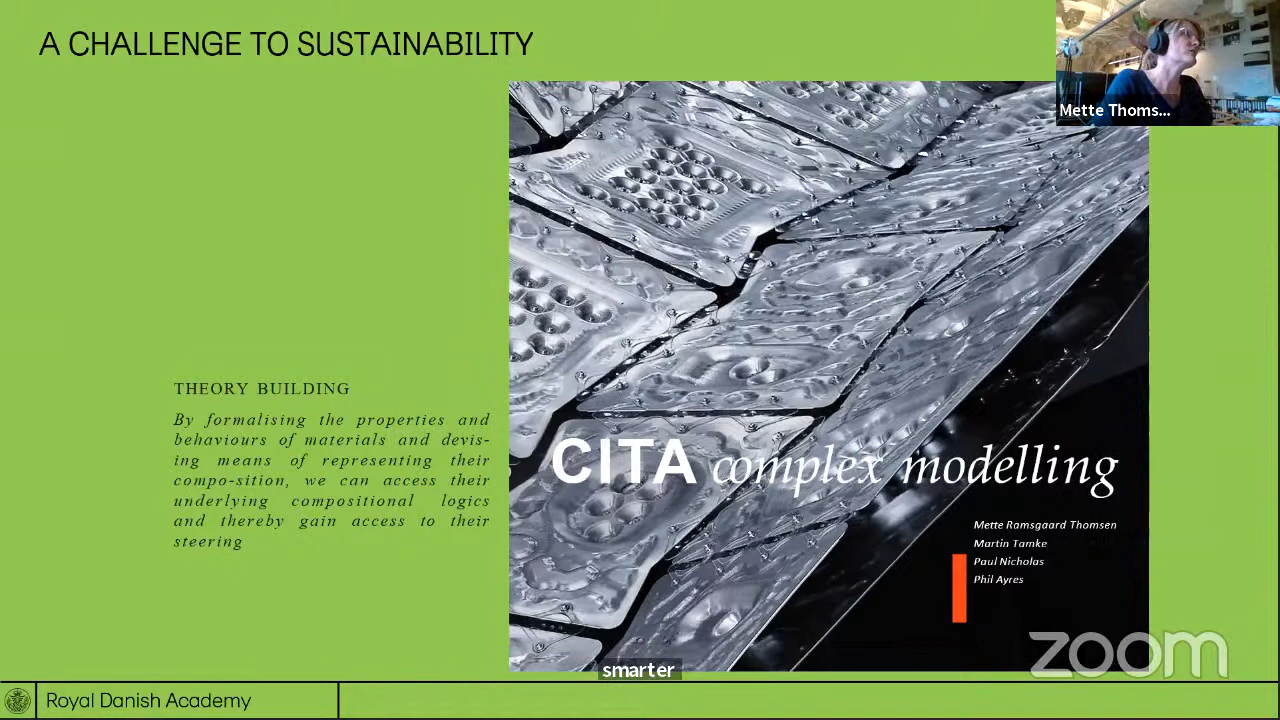 A CHALLENGE TO SUSTAINABILITY
Mette Thoms...
THEORY BUILDING
By formalising the properties and
behaviours of materials and devis-
ing means of representing their
compo-sition, we can access their
underlying compositional logics
and thereby gain access to their
steering
CITA complex modelling
Mette Ramsgaard Thomsen
Martin Tamke
Paul Nicholas
Phil Ayres
zoom
smarter
Royal Danish Academy